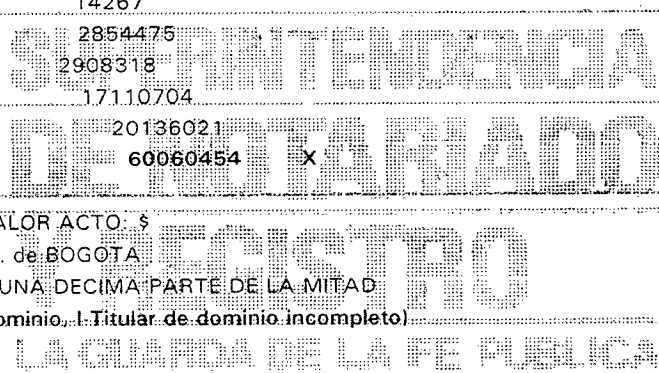 14267
2854475
SUPERINTENDENCIA
2908318
17110704
20136021
DE NOTARIADO
60060454 X
ALOR ACTO: $
. de BOGOTA
Y REGISTRO
UNA DECIMA PARTE DE LA MITAD
ominio, I-Titular de dominio incompleto)
LA GUARDA DE LA FE PUBLICA